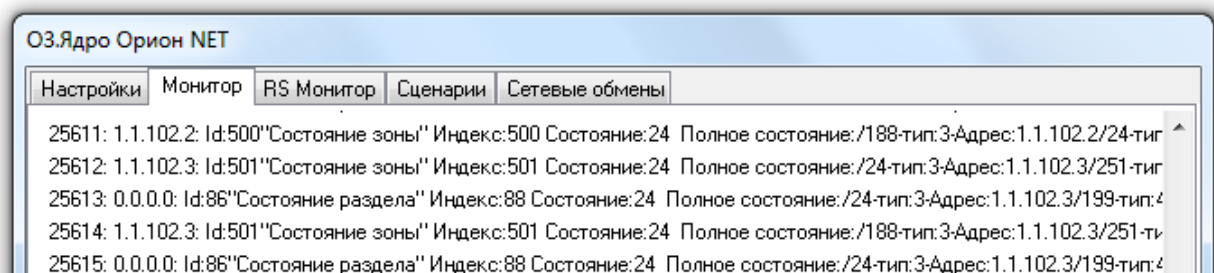 ОЗ.Ядро Орион NET
Настройки Монитор RS Монитор Сценарии Сетевые обмены
25611: 1.1.102.2: Id:500"Состояние зоны" Индекс:500 Состояние:24 Полное состояние:/188-тип:3-Адрес:1.1.102.2/24-тип
25612: 1.1.102.3: Id:501"Состояние зоны" Индекс:501 Состояние:24 Полное состояние:/24-тип:3-Адрес:1.1.102.3/251-тип
25613: 0.0.0.0: Id:86"Состояние раздела" Индекс:88 Состояние:24 Полное состояние:/24-тип:3-Адрес:1.1.102.3/199-тип:
25614: 1.1.102.3: Id:501"Состояние зоны" Индекс:501 Состояние:24 Полное состояние:/188-тип:3-Адрес:1.1.102.3/251-ти
25615: 0.0.0.0: Id:86"Состояние раздела" Индекс:88 Состояние:24 Полное состояние:/24-тип:3-Адрес:1.1.102.3/199-тип: